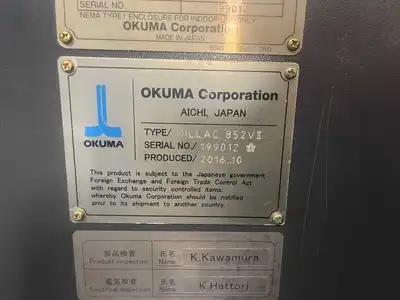 SERIAL NO. 199012
NEMA TYPE1 ENCLOSURE FOR INDOOR USE ONLY
OKUMA Corporation
MADE IN JAPAN
OKUMA
OKUMA Corporation
AICHI, JAPAN
TYPE/ MILLAC 852VⅡ
SERIAL NO./ 199012
PRODUCED/ 2016.10
This product is subject to the Japanese government
Foreign Exchange and Foreign Trade Control Act
with regard to security controlled items:
whereby Okuma Corporation should be notified
prior to its shipment to another country.
製品検査 氏名 K.Kawamura
Product inspection Name
電気検査 氏名 K.Hattori
Electrical inspection Name